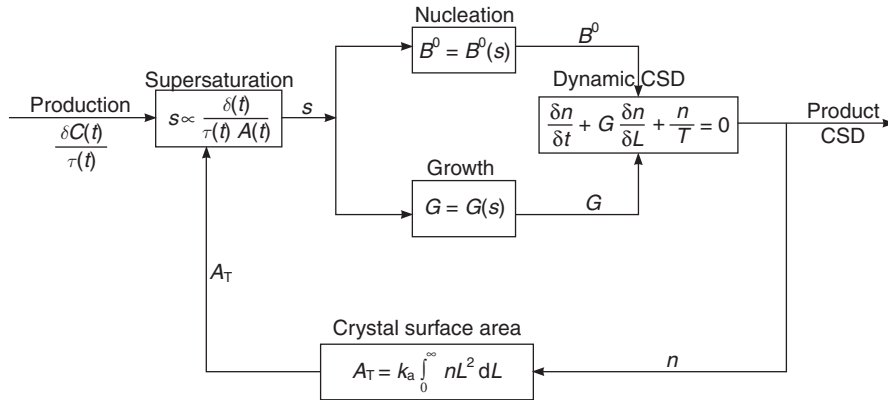 Nucleation
B⁰ = B⁰(s)
B⁰
Dynamic CSD
Supersaturation
Production
δC(t)
τ(t)
s ∝ δ(t) / τ(t) A(t)
s
δn/δt + G δn/δL + n/T = 0
Product
CSD
Growth
G = G(s)
G
A_T
Crystal surface area
A_T = k_a ∫₀^∞ nL² dL
n